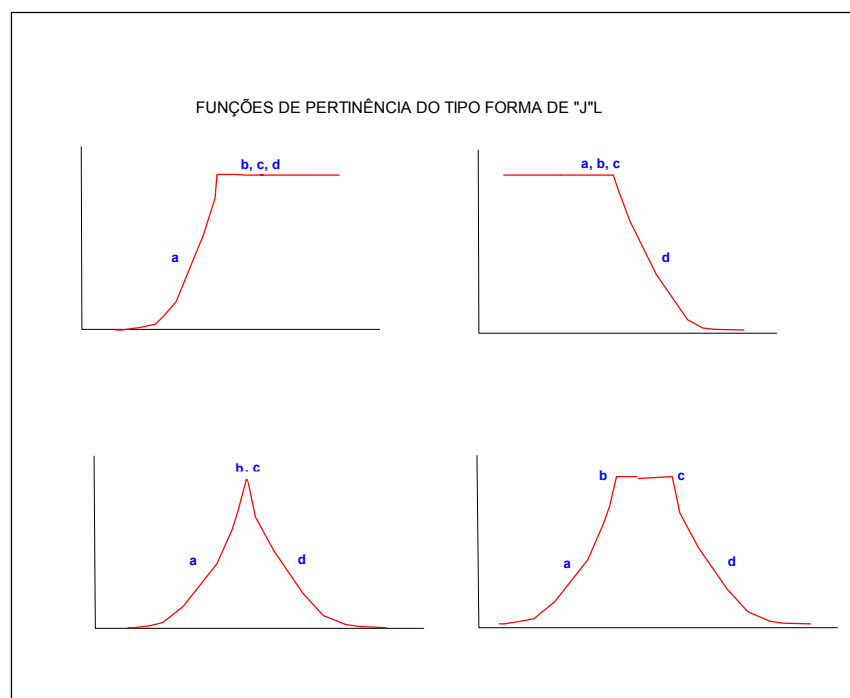 FUNÇÕES DE PERTINÊNCIA DO TIPO FORMA DE "J"L
b, c, d
a
a, b, c
d
b, c
a
d
b
c
a
d